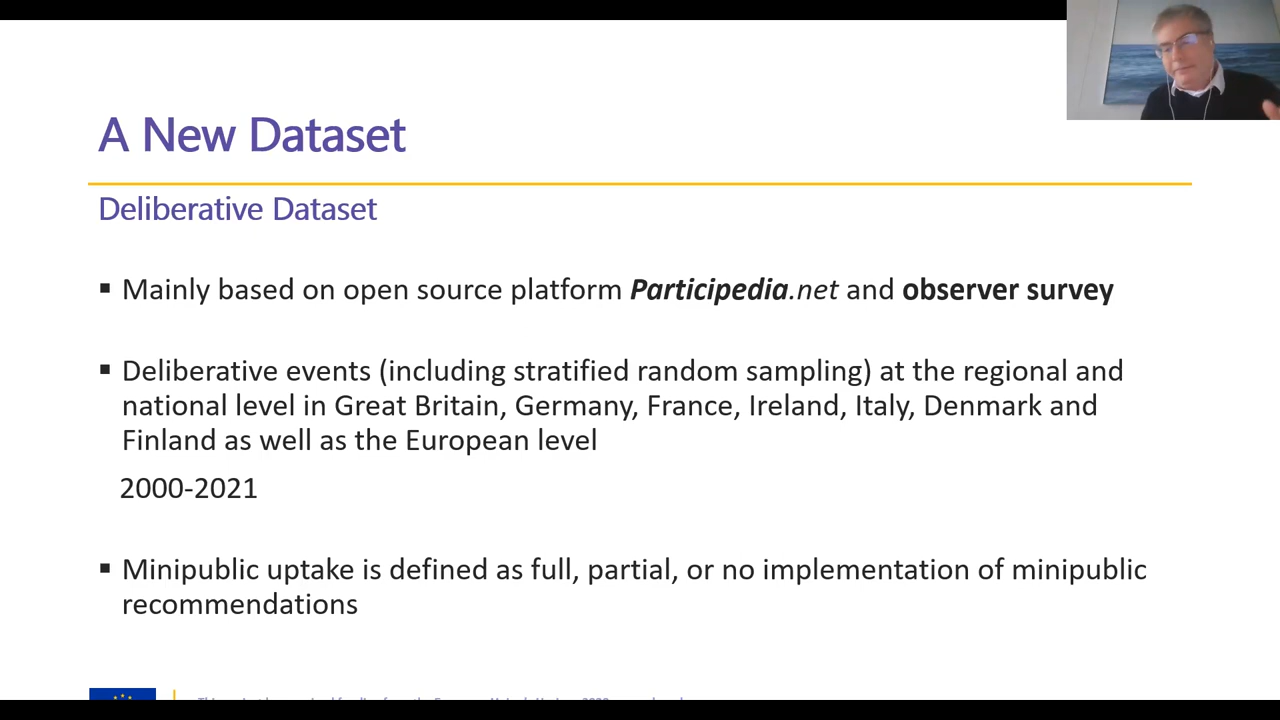 A New Dataset
Deliberative Dataset
▪ Mainly based on open source platform Participedia.net and observer survey
▪ Deliberative events (including stratified random sampling) at the regional and
national level in Great Britain, Germany, France, Ireland, Italy, Denmark and
Finland as well as the European level
2000-2021
▪ Minipublic uptake is defined as full, partial, or no implementation of minipublic
recommendations